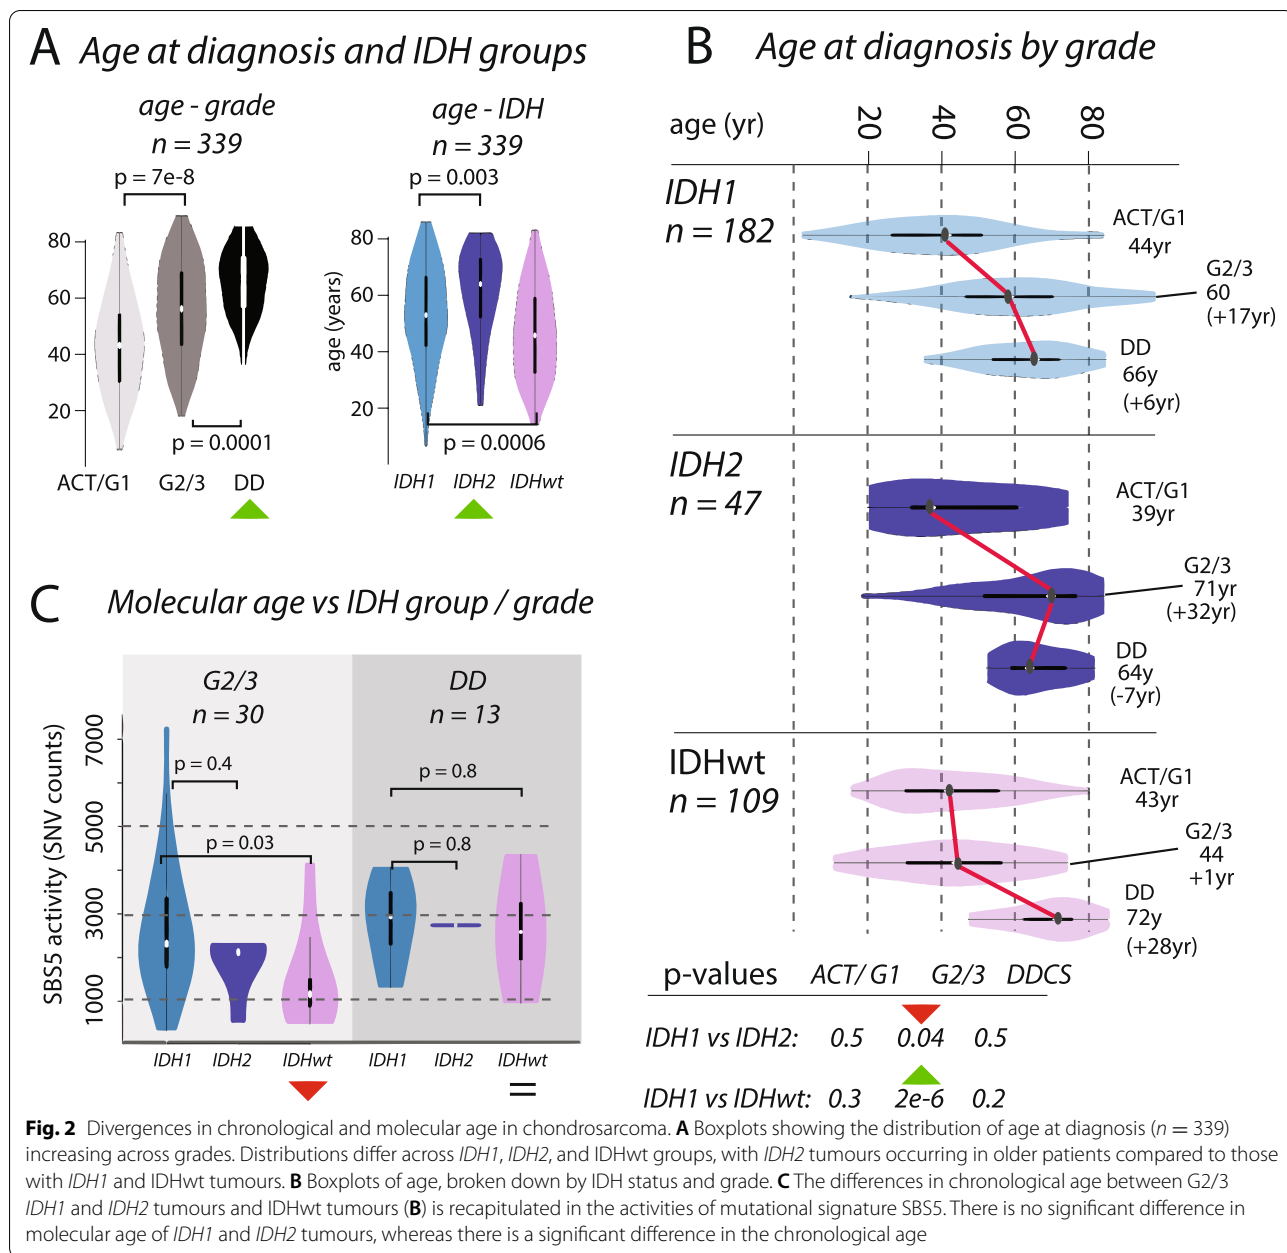 A Age at diagnosis and IDH groups
age - grade
n = 339
p = 7e-8
80
60
40
20
p = 0.0001
ACT/G1 G2/3 DD
age - IDH
n = 339
p = 0.003
age (years)
80
60
40
20
p = 0.0006
IDH1 IDH2 IDHwt
B Age at diagnosis by grade
age (yr) 20 40 60 80
IDH1
n = 182
ACT/G1
44yr
G2/3
60
(+17yr)
DD
66y
(+6yr)
IDH2
n = 47
ACT/G1
39yr
G2/3
71yr
(+32yr)
DD
64y
(-7yr)
IDHwt
n = 109
ACT/G1
43yr
G2/3
44
+1yr
DD
72y
(+28yr)
p-values ACT/ G1 G2/3 DDCS
IDH1 vs IDH2: 0.5 0.04 0.5
IDH1 vs IDHwt: 0.3 2e-6 0.2
C Molecular age vs IDH group / grade
G2/3
n = 30
DD
n = 13
SBS5 activity (SNV counts)
7000
5000
3000
1000
p = 0.4
p = 0.03
p = 0.8
p = 0.8
IDH1 IDH2 IDHwt IDH1 IDH2 IDHwt
=
Fig. 2 Divergences in chronological and molecular age in chondrosarcoma. A Boxplots showing the distribution of age at diagnosis (n = 339)
increasing across grades. Distributions differ across IDH1, IDH2, and IDHwt groups, with IDH2 tumours occurring in older patients compared to those
with IDH1 and IDHwt tumours. B Boxplots of age, broken down by IDH status and grade. C The differences in chronological age between G2/3
IDH1 and IDH2 tumours and IDHwt tumours (B) is recapitulated in the activities of mutational signature SBS5. There is no significant difference in
molecular age of IDH1 and IDH2 tumours, whereas there is a significant difference in the chronological age